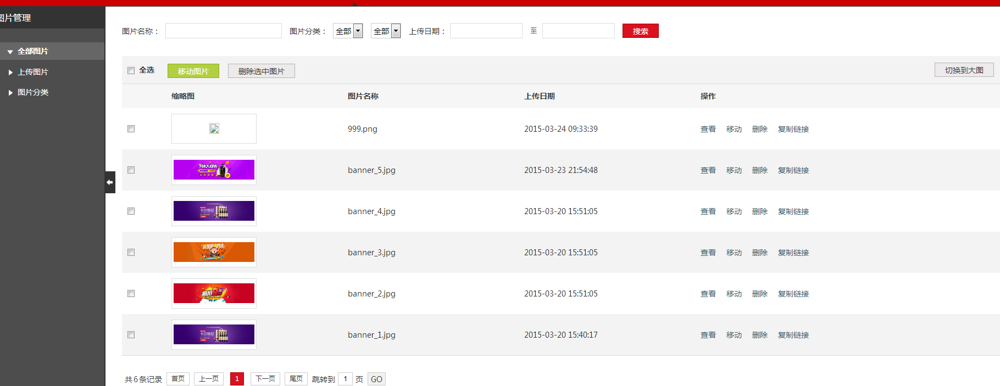 图片管理
全部图片
上传图片
图片分类
图片名称： 图片分类： 全部 全部 上传日期： 至 搜索
全选 移动图片 删除选中图片 切换到大图
缩略图 图片名称 上传日期 操作
999.png 2015-03-24 09:33:39 查看 移动 删除 复制链接
banner_5.jpg 2015-03-23 21:54:48 查看 移动 删除 复制链接
卡尔蒂尼
banner_4.jpg 2015-03-20 15:51:05 查看 移动 删除 复制链接
banner_3.jpg 2015-03-20 15:51:05 查看 移动 删除 复制链接
疯抢
banner_2.jpg 2015-03-20 15:51:05 查看 移动 删除 复制链接
卡尔蒂尼
banner_1.jpg 2015-03-20 15:40:17 查看 移动 删除 复制链接
共6条记录 首页 上一页 1 下一页 尾页 跳转到 1 页 GO